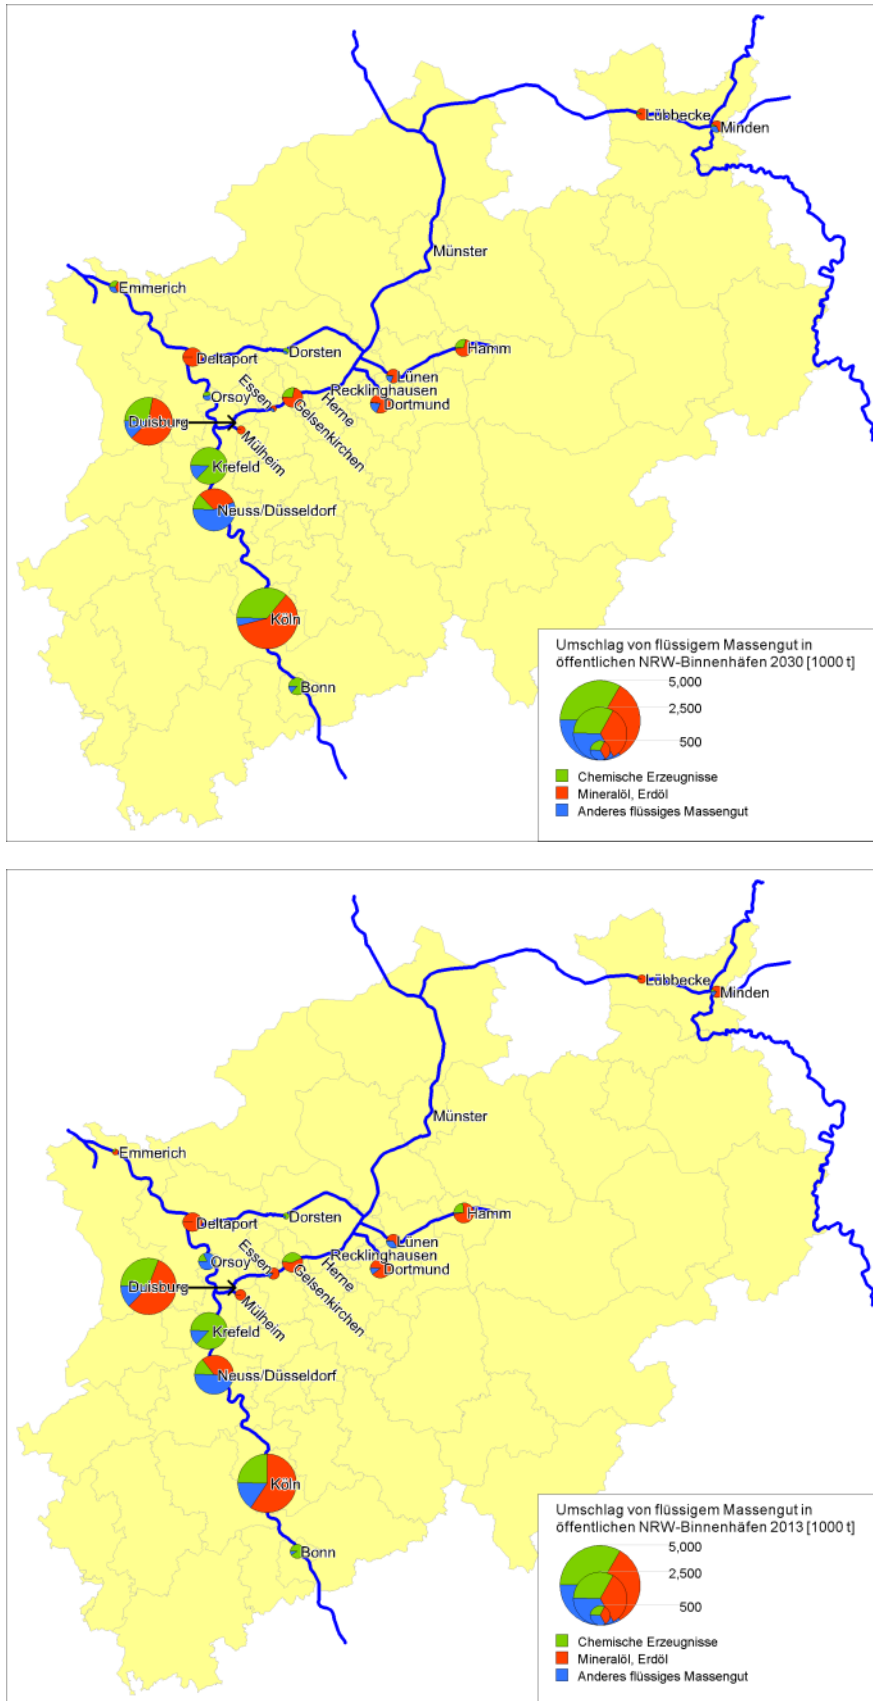 Lübbecke
Minden
Münster
Emmerich
Deltaport
Dorsten
Hamm
Lünen
Orsoy
Essen
Recklinghausen
Herne
Dortmund
Gelsenkirchen
Duisburg
Mülheim
Krefeld
Neuss/Düsseldorf
Köln
Bonn
Umschlag von flüssigem Massengut in
öffentlichen NRW-Binnenhäfen 2030 [1000 t]
5,000
2,500
500
Chemische Erzeugnisse
Mineralöl, Erdöl
Anderes flüssiges Massengut
Lübbecke
Minden
Münster
Emmerich
Deltaport
Dorsten
Hamm
Lünen
Orsoy
Essen
Recklinghausen
Herne
Dortmund
Gelsenkirchen
Duisburg
Mülheim
Krefeld
Neuss/Düsseldorf
Köln
Bonn
Umschlag von flüssigem Massengut in
öffentlichen NRW-Binnenhäfen 2013 [1000 t]
5,000
2,500
500
Chemische Erzeugnisse
Mineralöl, Erdöl
Anderes flüssiges Massengut